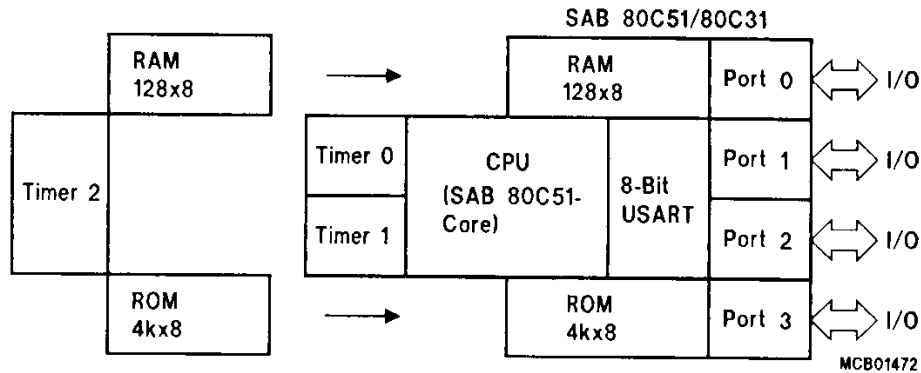 SAB 80C51/80C31
RAM
128x8
Timer 2
ROM
4kx8
RAM
128x8
Port 0
I/O
Timer 0
Timer 1
CPU
(SAB 80C51-
Core)
8-Bit
USART
Port 1
I/O
Port 2
I/O
ROM
4kx8
Port 3
I/O
MCB01472